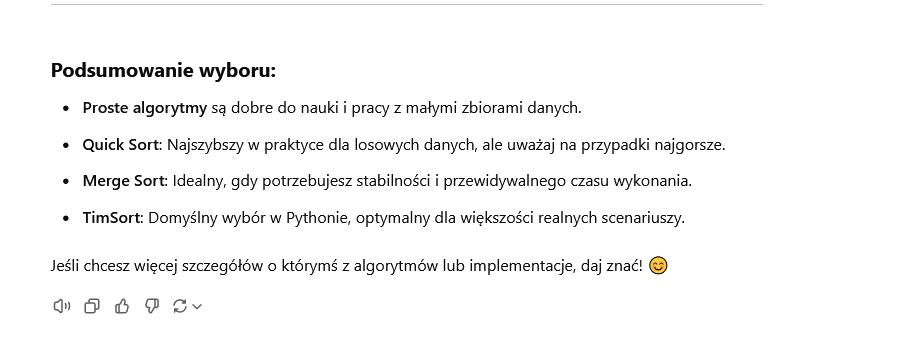 Podsumowanie wyboru:
• Proste algorytmy są dobre do nauki i pracy z małymi zbiorami danych.
• Quick Sort: Najszybszy w praktyce dla losowych danych, ale uważaj na przypadki najgorsze.
• Merge Sort: Idealny, gdy potrzebujesz stabilności i przewidywalnego czasu wykonania.
• TimSort: Domyślny wybór w Pythonie, optymalny dla większości realnych scenariuszy.
Jeśli chcesz więcej szczegółów o którymś z algorytmów lub implementacje, daj znać! 😊